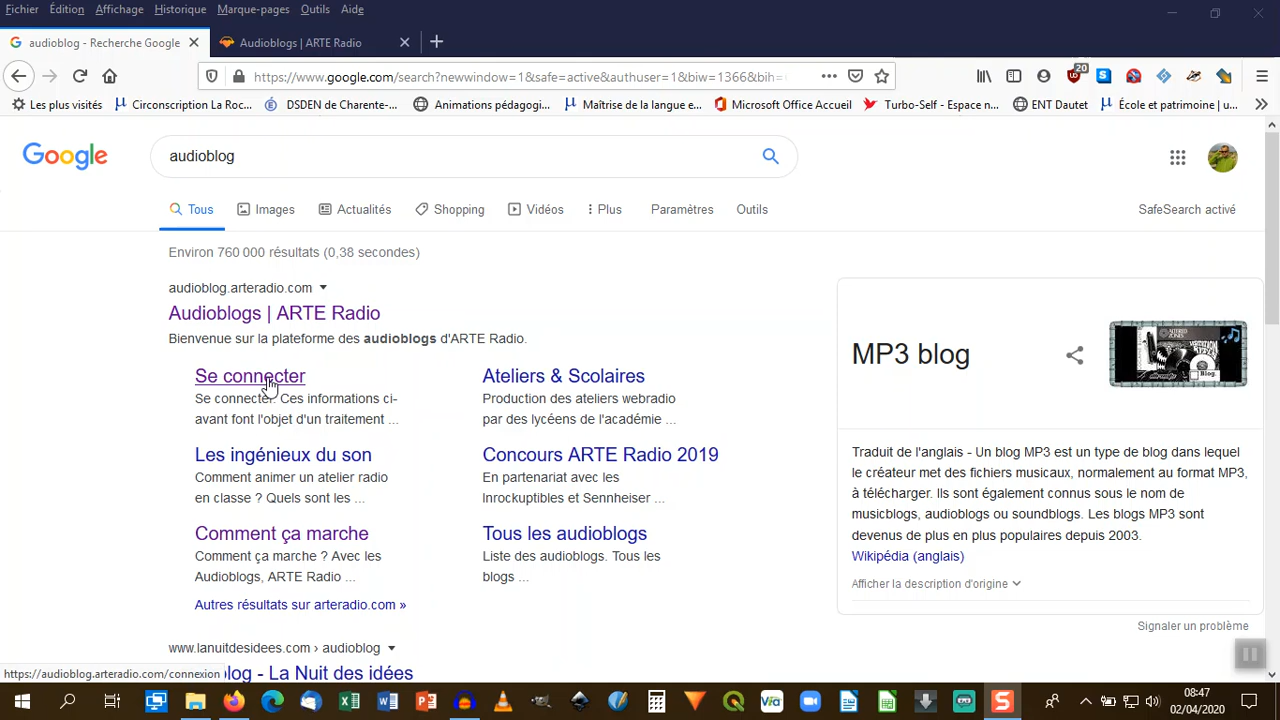 Fichier Édition Affichage Historique Marque-pages Outils Aide
audioblog - Recherche Google
Audioblogs | ARTE Radio
https://www.google.com/search?newwindow=1&safe=active&authuser=1&biw=1366&bih=
20
Les plus visités
Circonscription La Roc...
DSDEN de Charente-...
Animations pédagogi...
Maîtrise de la langue e...
Microsoft Office Accueil
Turbo-Self - Espace n...
ENT Dautet
École et patrimoine | u...
Google
audioblog
Tous Images Actualités Shopping Vidéos Plus Paramètres Outils
SafeSearch activé
Environ 760 000 résultats (0,38 secondes)
audioblog.arteradio.com
Audioblogs | ARTE Radio
Bienvenue sur la plateforme des audioblogs d'ARTE Radio.
Se connecter
Se connecter. Ces informations ci-
avant font l'objet d'un traitement ...
Ateliers & Scolaires
Production des ateliers webradio
par des lycéens de l'académie ...
Les ingénieux du son
Comment animer un atelier radio
en classe ? Quels sont les ...
Concours ARTE Radio 2019
En partenariat avec les
Inrockuptibles et Sennheiser ...
Comment ça marche
Comment ça marche ? Avec les
Audioblogs, ARTE Radio ...
Tous les audioblogs
Liste des audioblogs. Tous les
blogs ...
Autres résultats sur arteradio.com »
www.lanuitdesidees.com › audioblog
blog - La Nuit des idées
https://audioblog.arteradio.com/connexion
MP3 blog
Blog.
Traduit de l'anglais - Un blog MP3 est un type de blog dans lequel
le créateur met des fichiers musicaux, normalement au format MP3,
à télécharger. Ils sont également connus sous le nom de
musicblogs, audioblogs ou soundblogs. Les blogs MP3 sont
devenus de plus en plus populaires depuis 2003.
Wikipédia (anglais)
Afficher la description d'origine
Signaler un problème
08:47
02/04/2020